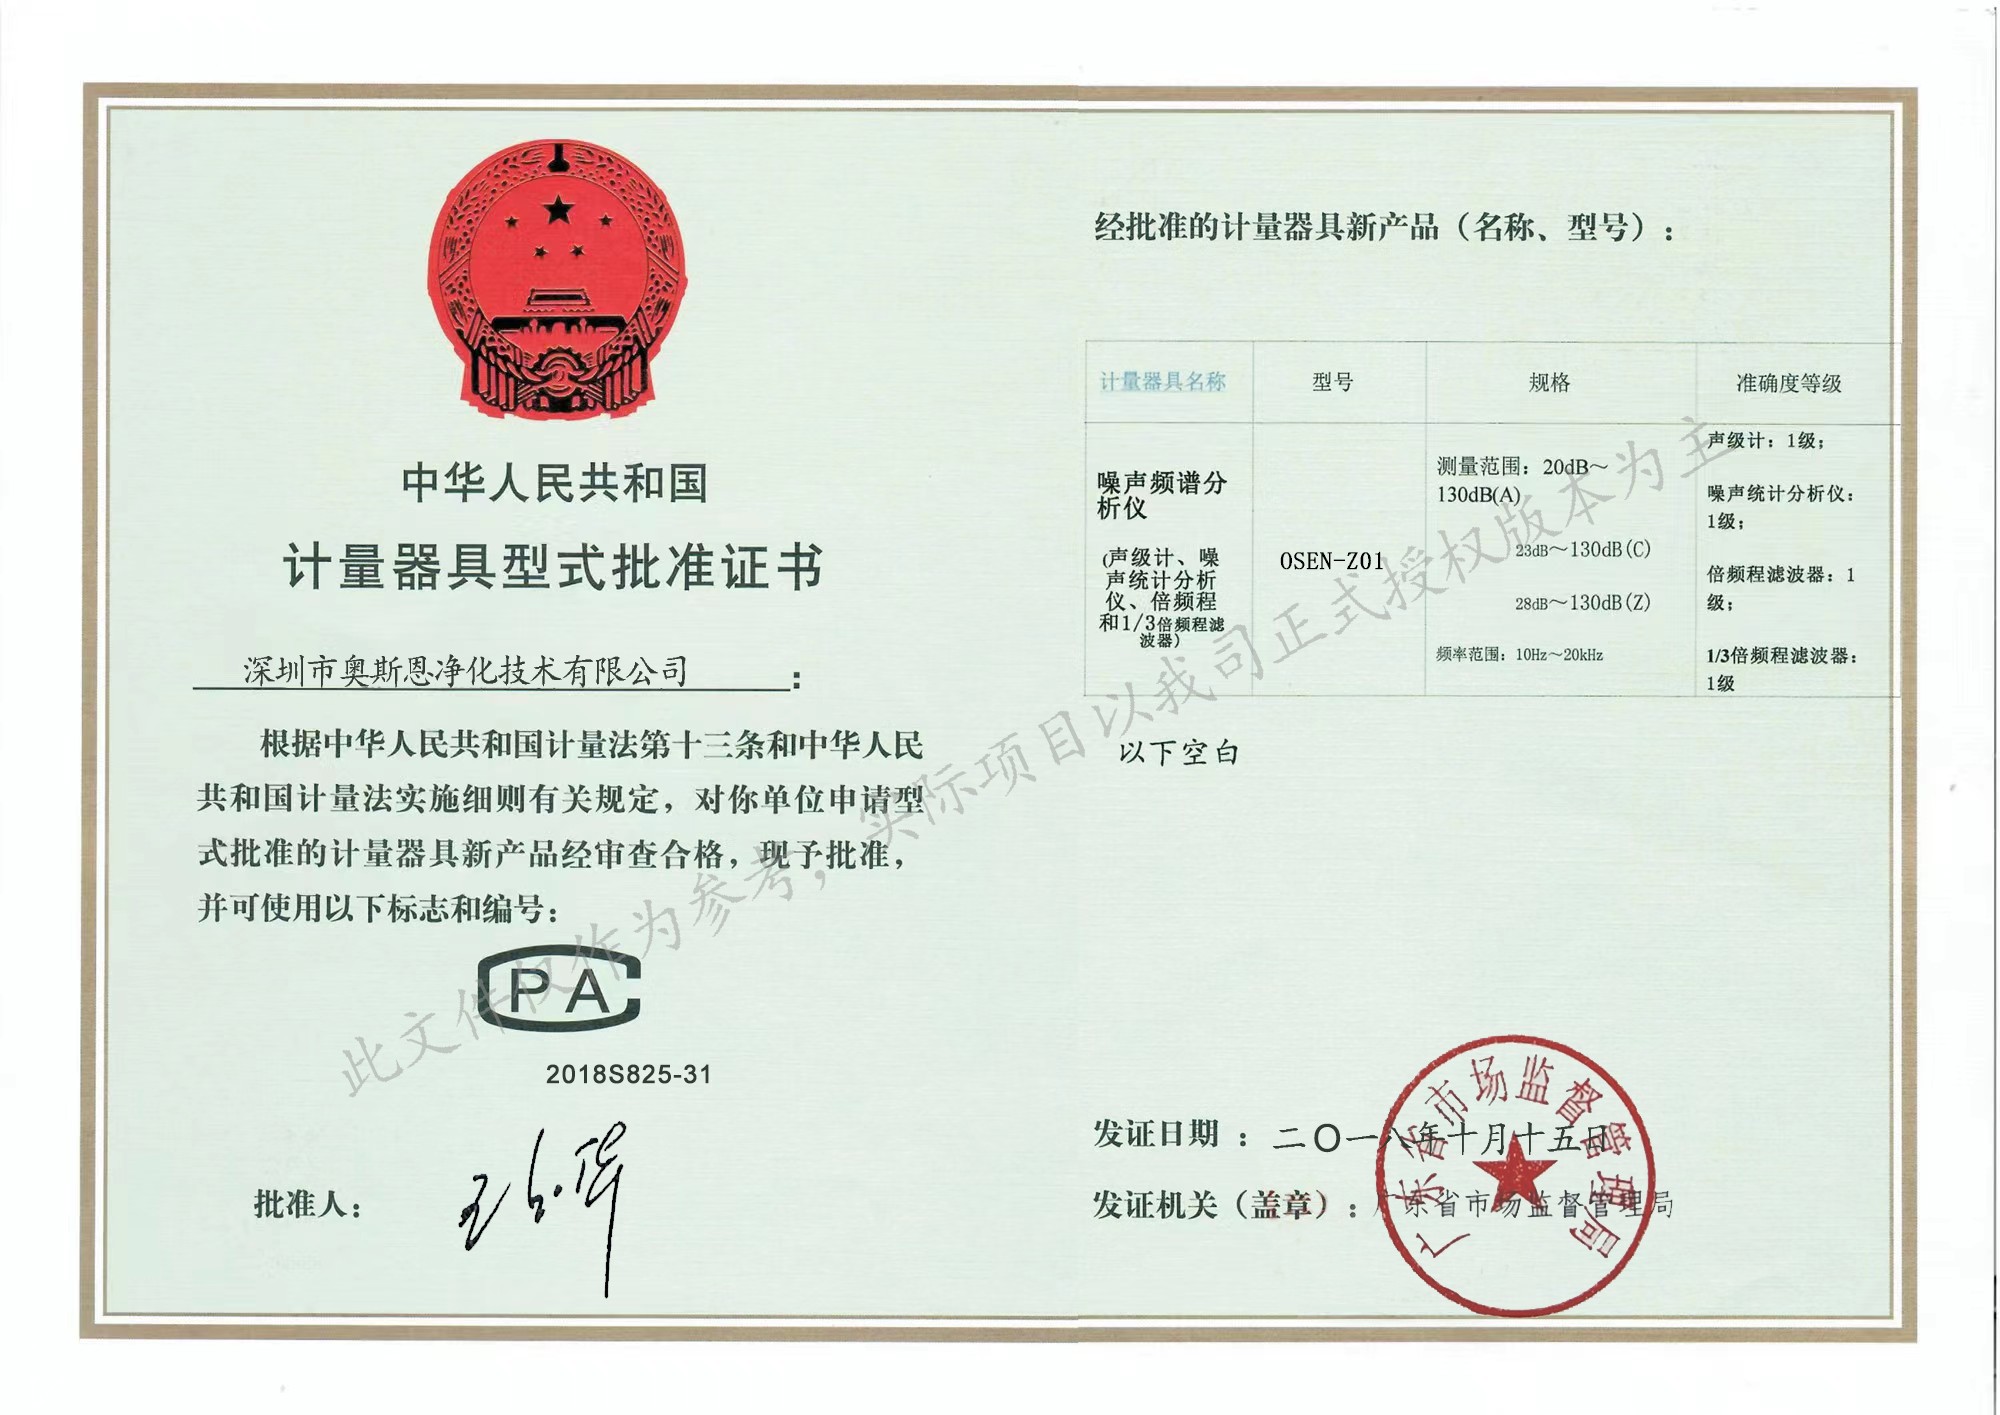 中华人民共和国
计量器具型式批准证书
深圳市奥斯恩净化技术有限公司：
根据中华人民共和国计量法第十三条和中华人民
共和国计量法实施细则有关规定，对你单位申请型
式批准的计量器具新产品经审查合格，现予批准，
并可使用以下标志和编号：
PA
2018S825-31
批准人：
经批准的计量器具新产品（名称、型号）：
计量器具名称
型号
规格
准确度等级
噪声频谱分
析仪
(声级计、噪
声统计分析
仪、倍频程
和1/3倍频程滤
波器)
OSEN-Z01
测量范围：20dB～
130dB(A)
23dB～130dB(C)
28dB～130dB(Z)
频率范围：10Hz～20kHz
声级计：1级；
噪声统计分析仪：
1级；
倍频程滤波器：1
级；
1/3倍频程滤波器：
1级
以下空白
发证日期：二〇一八年十月十五日
发证机关（盖章）：广东省市场监督管理局
广东省市场监督管理局
此文件仅作为参考，实际项目以我司正式授权版本为主